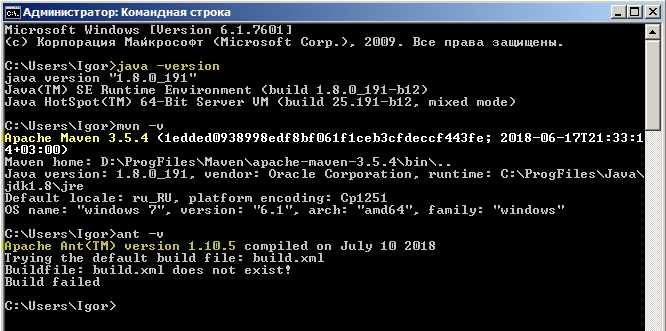 Администратор: Командная строка
Microsoft Windows [Version 6.1.7601]
(c) Корпорация Майкрософт (Microsoft Corp.), 2009. Все права защищены.
C:\Users\Igor>java -version
java version "1.8.0_191"
Java(TM) SE Runtime Environment (build 1.8.0_191-b12)
Java HotSpot(TM) 64-Bit Server VM (build 25.191-b12, mixed mode)
C:\Users\Igor>mvn -v
Apache Maven 3.5.4 (1edded0938998edf8bf061f1ceb3cfdeccf443fe; 2018-06-17T21:33:1
4+03:00)
Maven home: D:\ProgFiles\Maven\apache-maven-3.5.4\bin\..
Java version: 1.8.0_191, vendor: Oracle Corporation, runtime: C:\ProgFiles\Java\
jdk1.8\jre
Default locale: ru_RU, platform encoding: Cp1251
OS name: "windows 7", version: "6.1", arch: "amd64", family: "windows"
C:\Users\Igor>ant -v
Apache Ant(TM) version 1.10.5 compiled on July 10 2018
Trying the default build file: build.xml
Buildfile: build.xml does not exist!
Build failed
C:\Users\Igor>